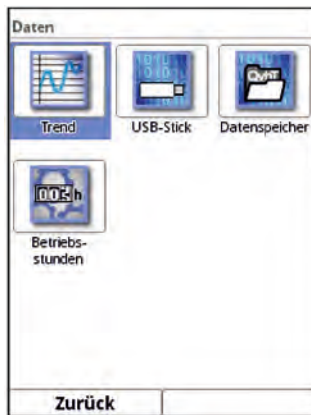 Daten
Trend
USB-Stick
Datenspeicher
Betriebs-
stunden
Zurück